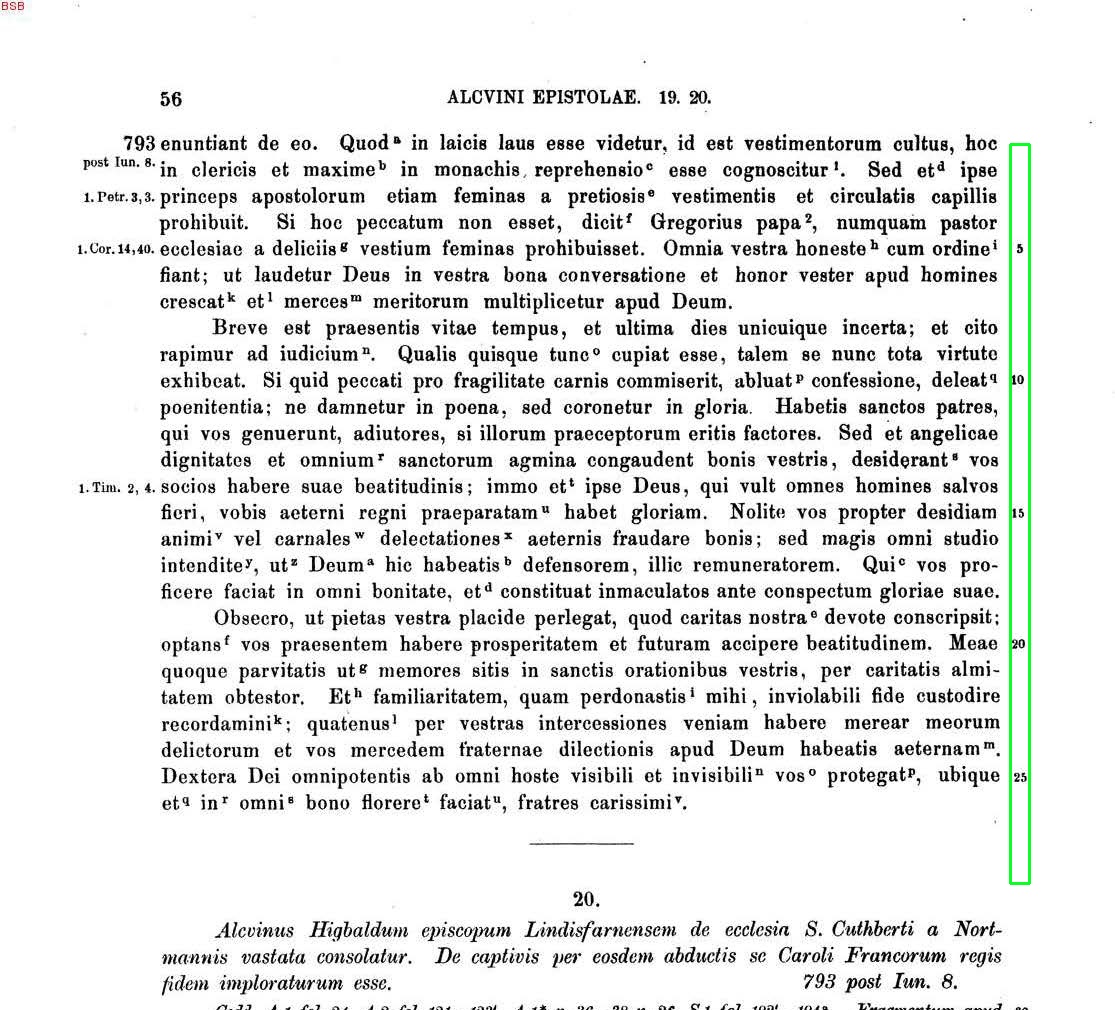 BSB
56 ALCVINI EPISTOLAE. 19. 20.
793 enuntiant de eo. Quod a in laicis laus esse videtur, id est vestimentorum cultus, hoc
post Iun. 8. in clericis et maxime b in monachis reprehensio c esse cognoscitur 1. Sed et d ipse
1. Petr. 3, 3. princeps apostolorum etiam feminas a pretiosis e vestimentis et circulatis capillis
prohibuit. Si hoc peccatum non esset, dicit f Gregorius papa 2, numquam pastor
1. Cor. 14, 40. ecclesiae a deliciis g vestium feminas prohibuisset. Omnia vestra honeste h cum ordine i 5
fiant; ut laudetur Deus in vestra bona conversatione et honor vester apud homines
crescat k et l merces m meritorum multiplicetur apud Deum.
Breve est praesentis vitae tempus, et ultima dies unicuique incerta; et cito
rapimur ad iudicium n. Qualis quisque tunc o cupiat esse, talem se nunc tota virtute
exhibeat. Si quid peccati pro fragilitate carnis commiserit, abluat p confessione, deleat q 10
poenitentia; ne damnetur in poena, sed coronetur in gloria. Habetis sanctos patres,
qui vos genuerunt, adiutores, si illorum praeceptorum eritis factores. Sed et angelicae
dignitates et omnium r sanctorum agmina congaudent bonis vestris, desiderant s vos
1. Tim. 2, 4. socios habere suae beatitudinis; immo et t ipse Deus, qui vult omnes homines salvos
fieri, vobis aeterni regni praeparatam u habet gloriam. Nolite vos propter desidiam 15
animi v vel carnales w delectationes x aeternis fraudare bonis; sed magis omni studio
intendite y, ut z Deum a hic habeatis b defensorem, illic remuneratorem. Qui c vos pro-
ficere faciat in omni bonitate, et d constituat inmaculatos ante conspectum gloriae suae.
Obsecro, ut pietas vestra placide perlegat, quod caritas nostra e devote conscripsit;
optans f vos praesentem habere prosperitatem et futuram accipere beatitudinem. Meae 20
quoque parvitatis ut g memores sitis in sanctis orationibus vestris, per caritatis almi-
tatem obtestor. Et h familiaritatem, quam perdonastis i mihi, inviolabili fide custodire
recordamini k; quatenus l per vestras intercessiones veniam habere merear meorum
delictorum et vos mercedem fraternae dilectionis apud Deum habeatis aeternam m.
Dextera Dei omnipotentis ab omni hoste visibili et invisibili n vos o protegat p, ubique 25
et q in r omni s bono florere t faciat u, fratres carissimi v.
20.
Alcvinus Higbaldum episcopum Lindisfarnensem de ecclesia S. Cuthberti a Nort-
mannis vastata consolatur. De captivis per eosdem abductis se Caroli Francorum regis
fidem imploraturum esse. 793 post Iun. 8.